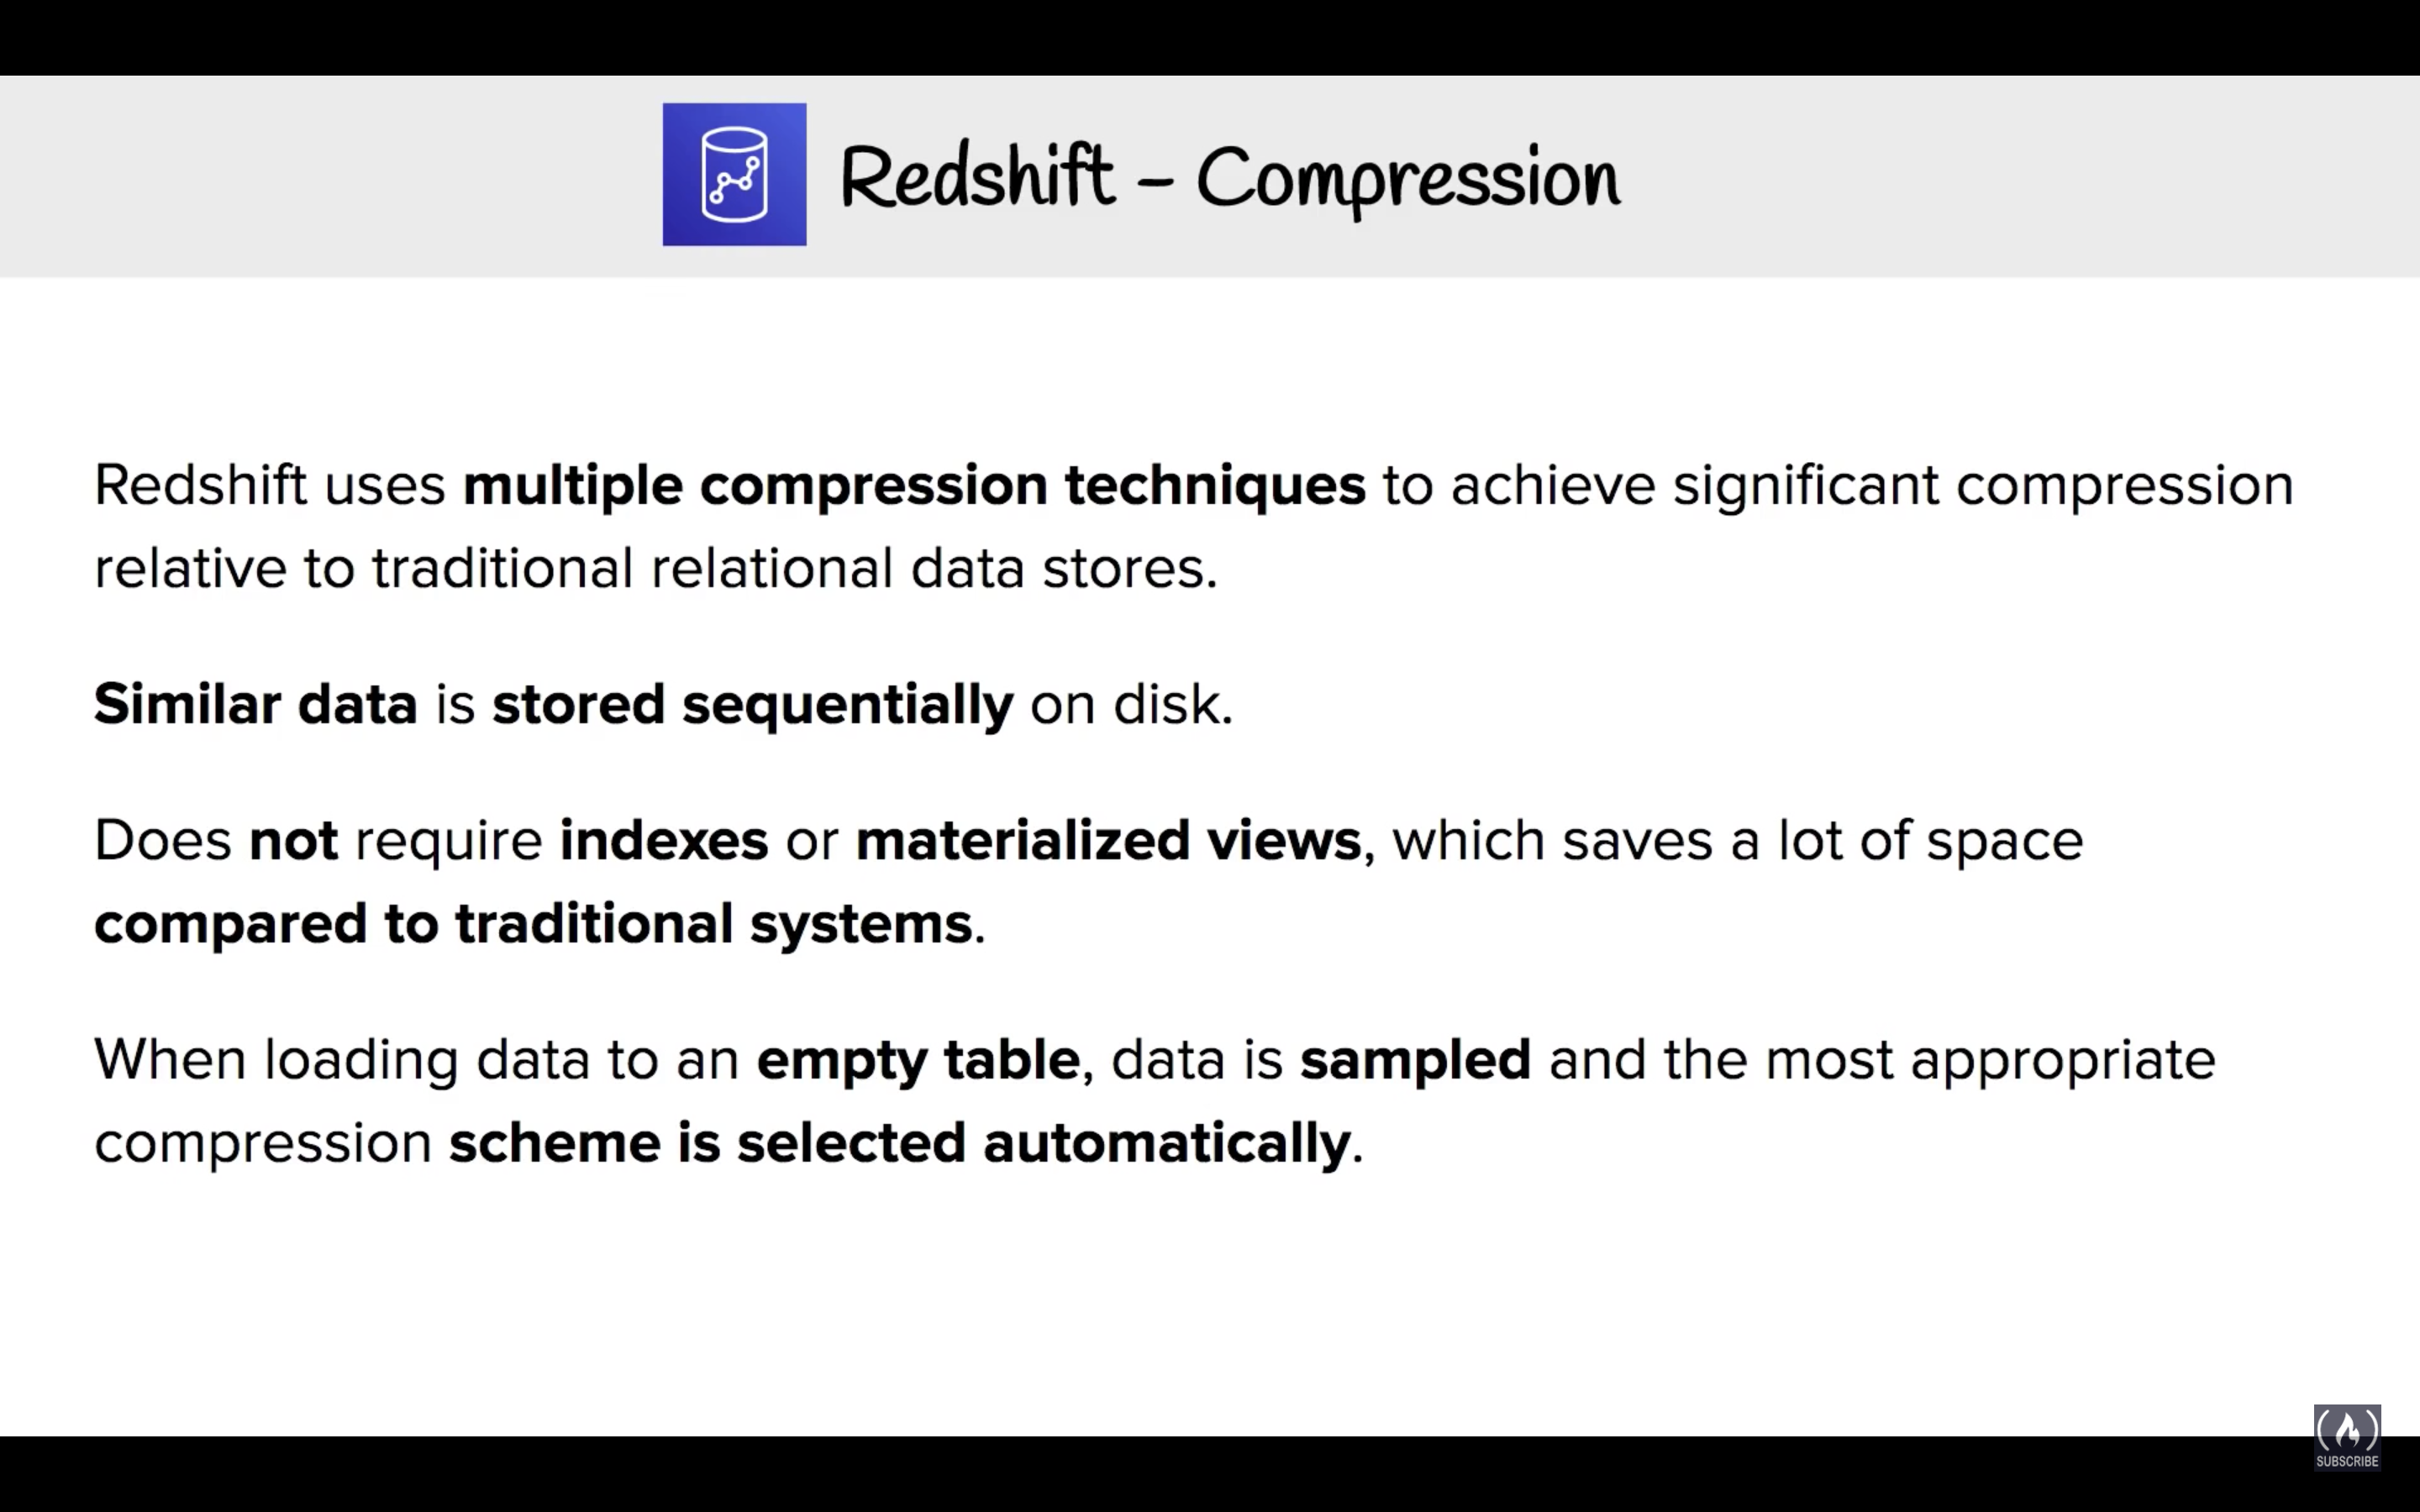 Redshift – Compression
Redshift uses multiple compression techniques to achieve significant compression
relative to traditional relational data stores.
Similar data is stored sequentially on disk.
Does not require indexes or materialized views, which saves a lot of space
compared to traditional systems.
When loading data to an empty table, data is sampled and the most appropriate
compression scheme is selected automatically.
SUBSCRIBE